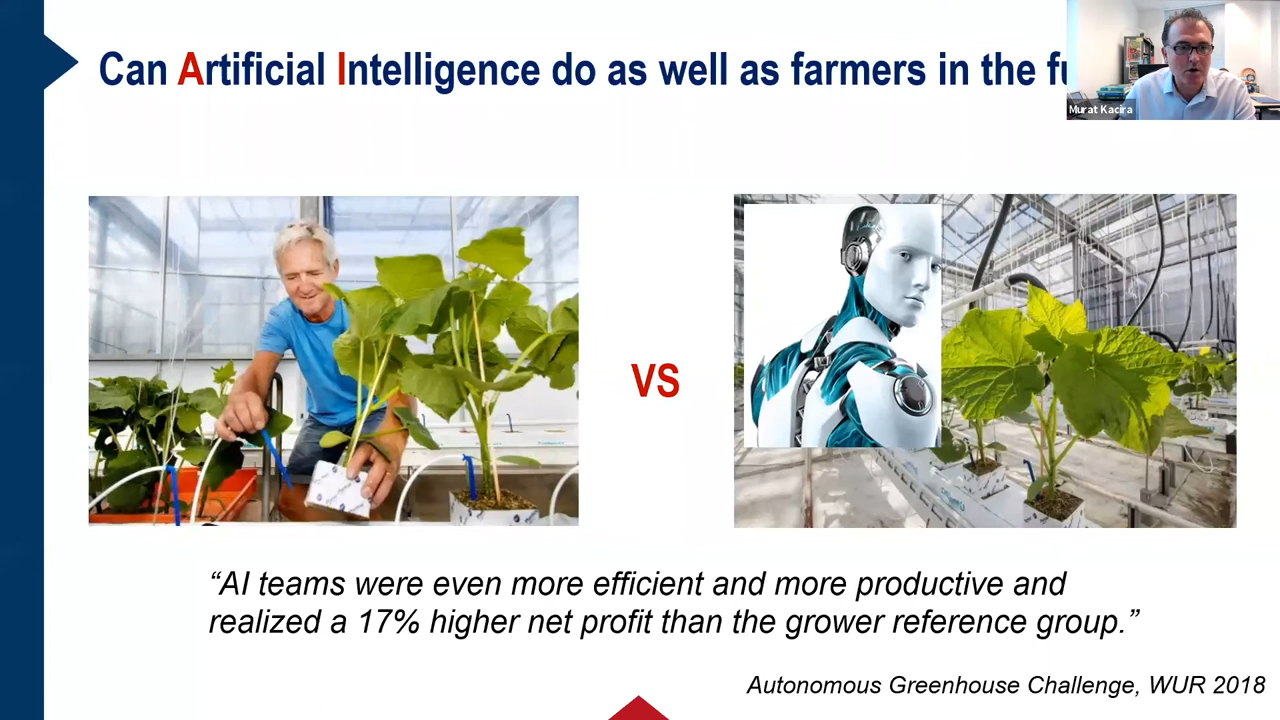 Can Artificial Intelligence do as well as farmers in the fu
Murat Kacira
VS
“AI teams were even more efficient and more productive and
realized a 17% higher net profit than the grower reference group.”
Autonomous Greenhouse Challenge, WUR 2018